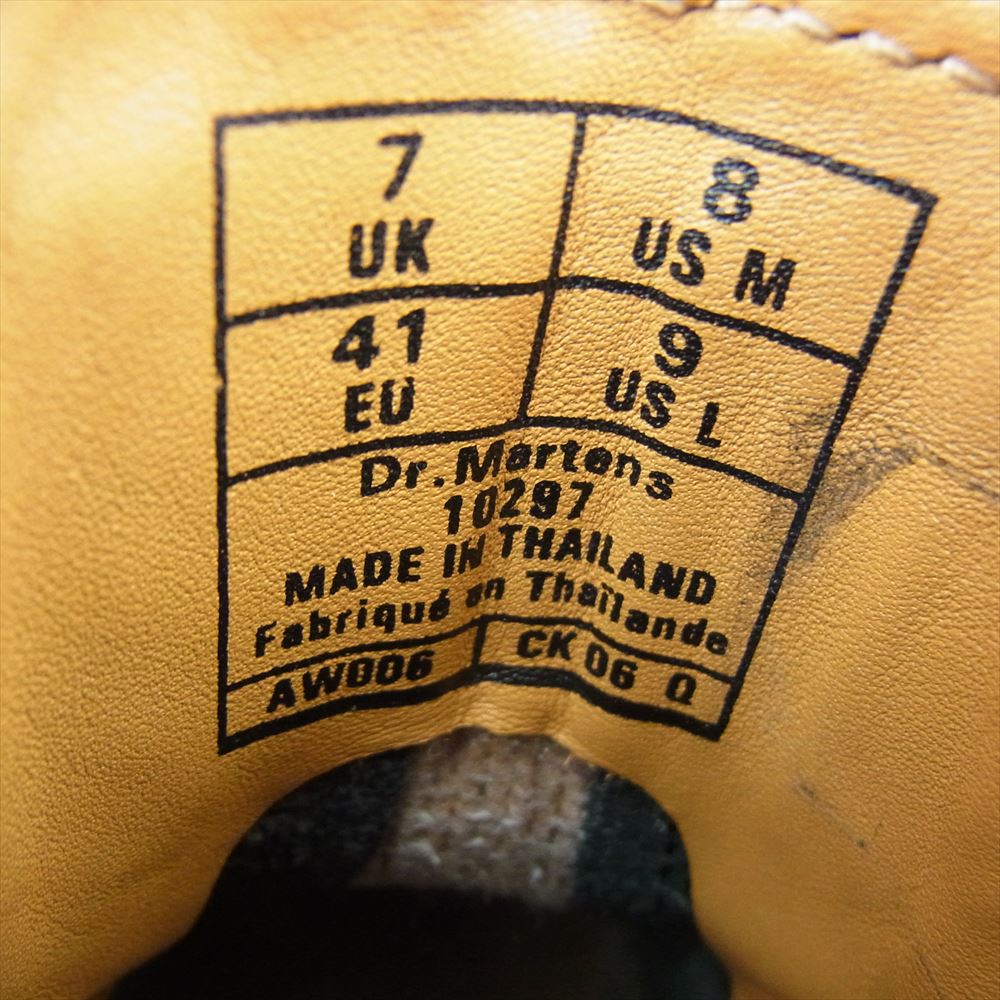 7
UK
8
US M
41
EU
9
US L
Dr. Martens
10297
MADE IN THAILAND
Fabriqué en Thaïlande
AW006
CK 06 Q